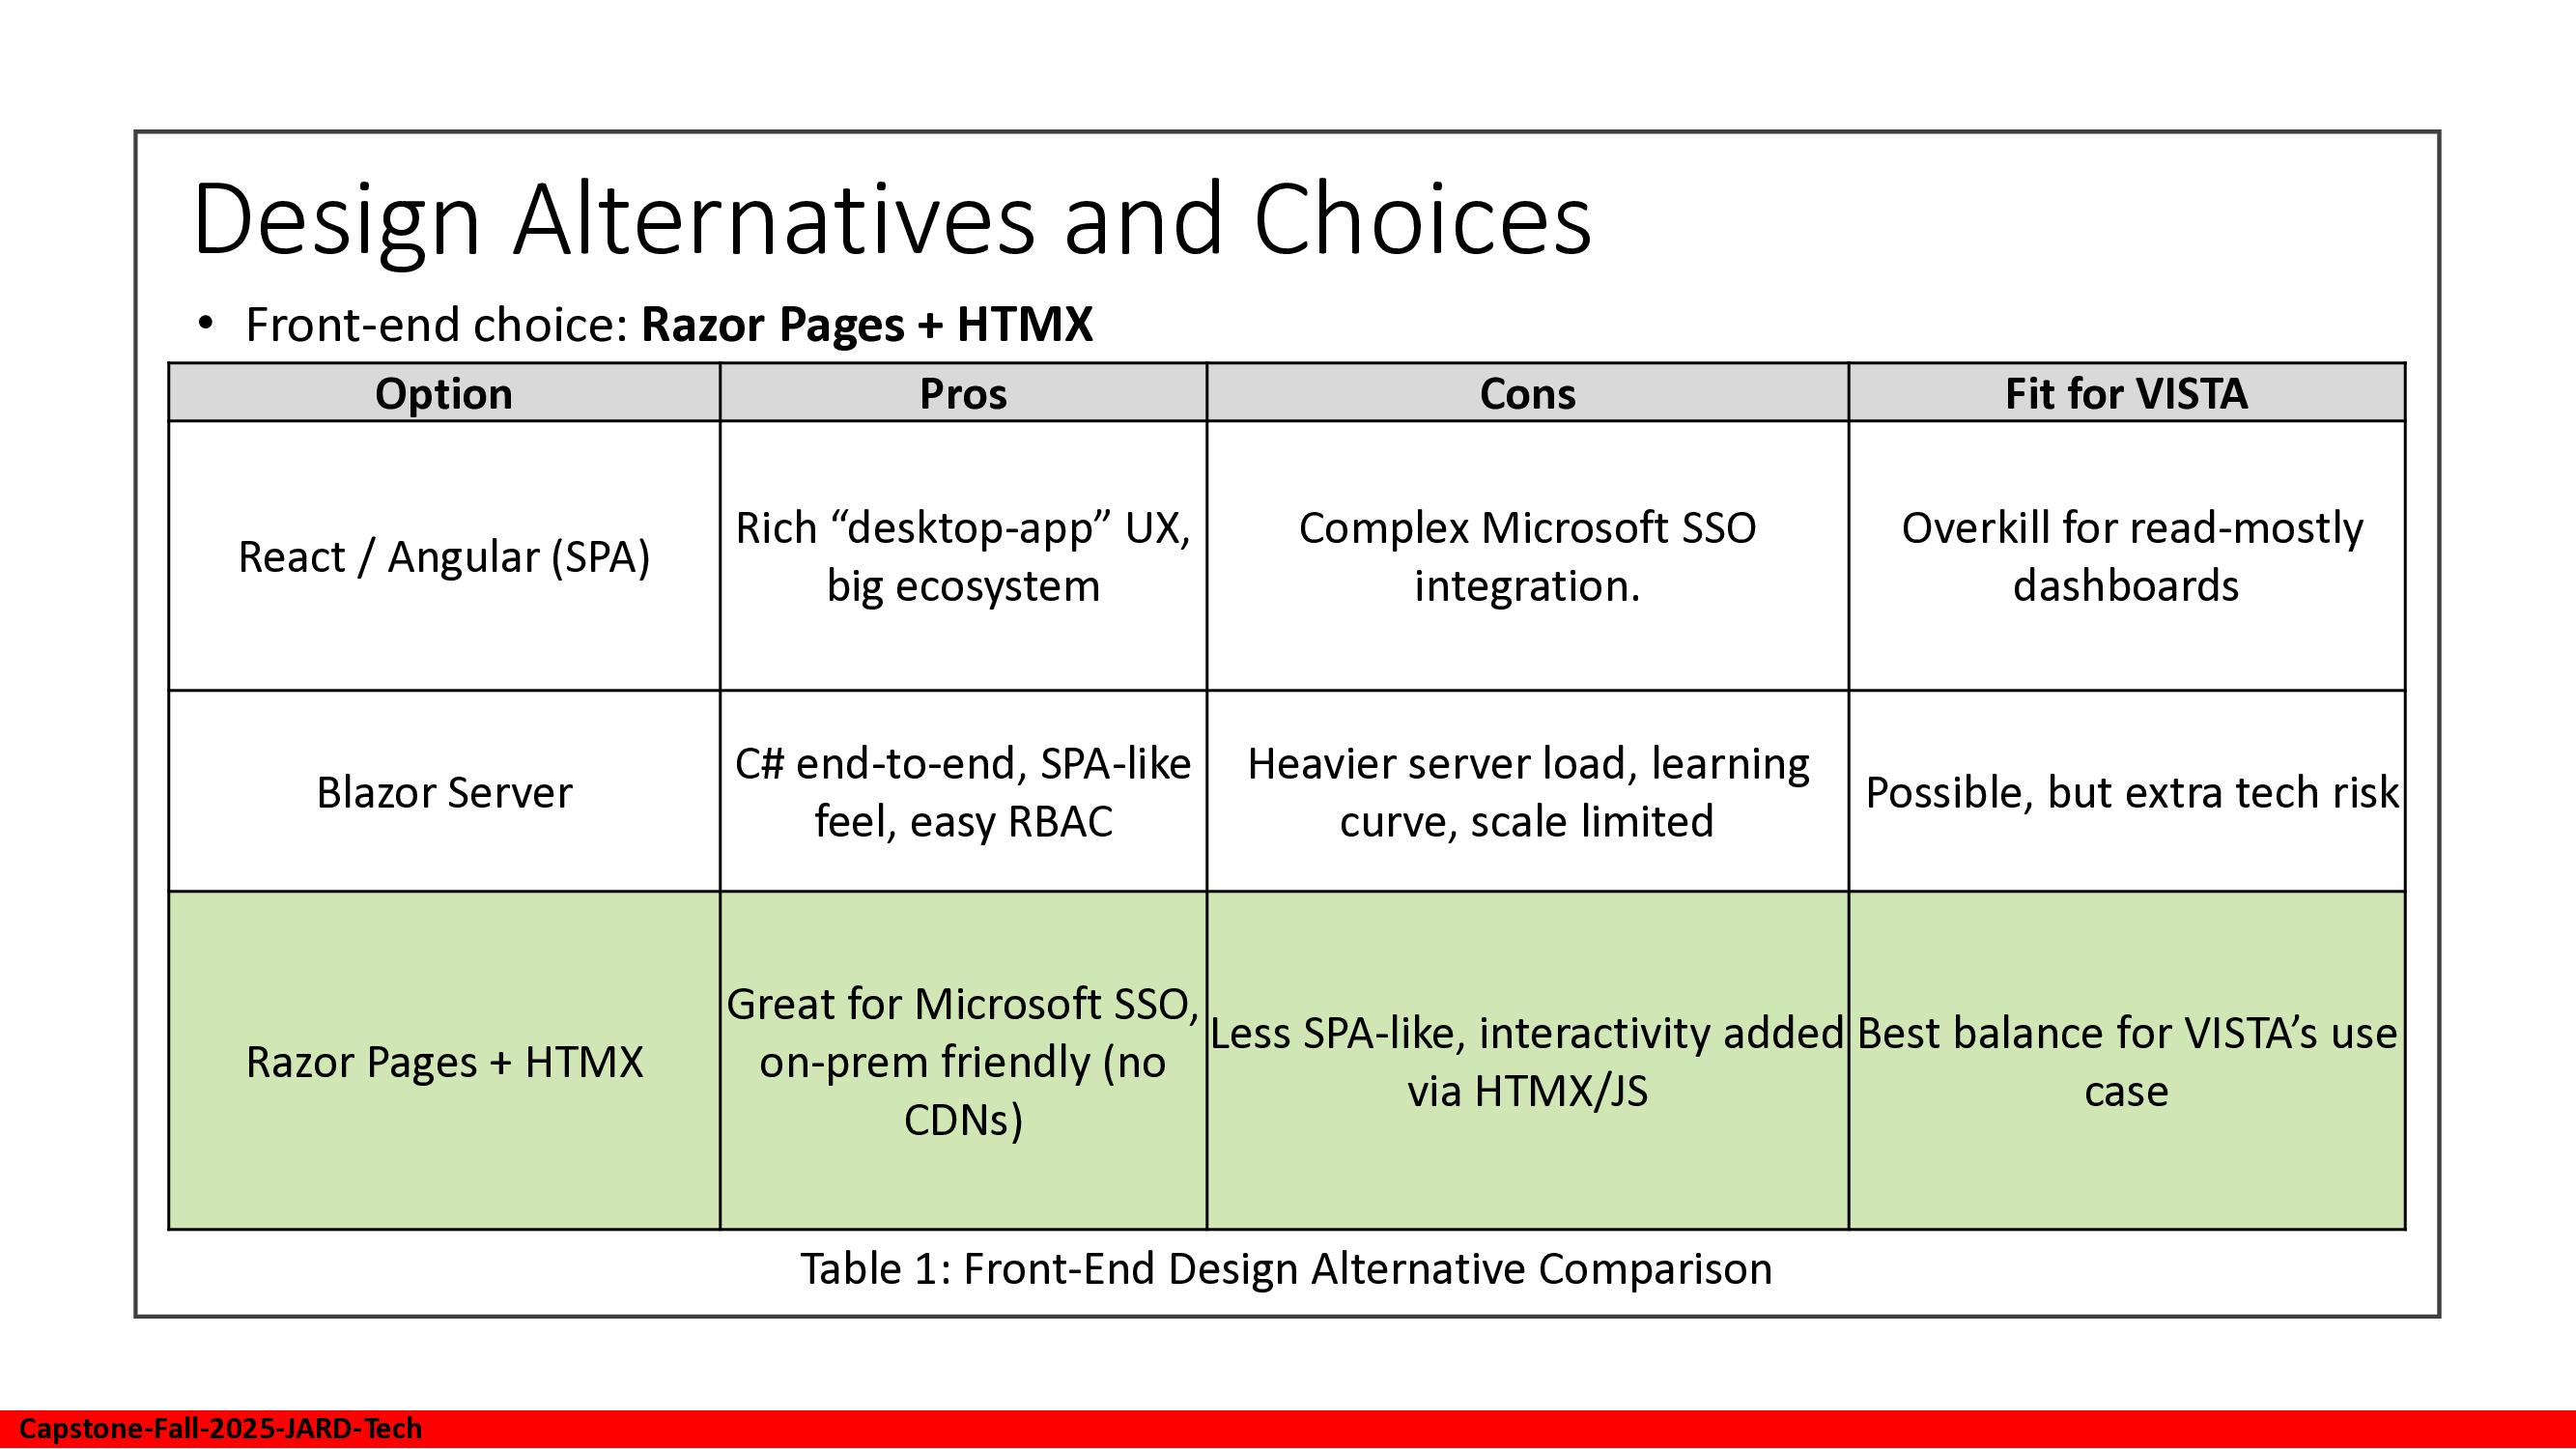 Design Alternatives and Choices
• Front-end choice: Razor Pages + HTMX
Option
Pros
Cons
Fit for VISTA
React / Angular (SPA)
Rich “desktop-app” UX,
big ecosystem
Complex Microsoft SSO
integration.
Overkill for read-mostly
dashboards
Blazor Server
C# end-to-end, SPA-like
feel, easy RBAC
Heavier server load, learning
curve, scale limited
Possible, but extra tech risk
Razor Pages + HTMX
Great for Microsoft SSO,
on-prem friendly (no
CDNs)
Less SPA-like, interactivity added
via HTMX/JS
Best balance for VISTA’s use
case
Table 1: Front-End Design Alternative Comparison
Capstone-Fall-2025-JARD-Tech